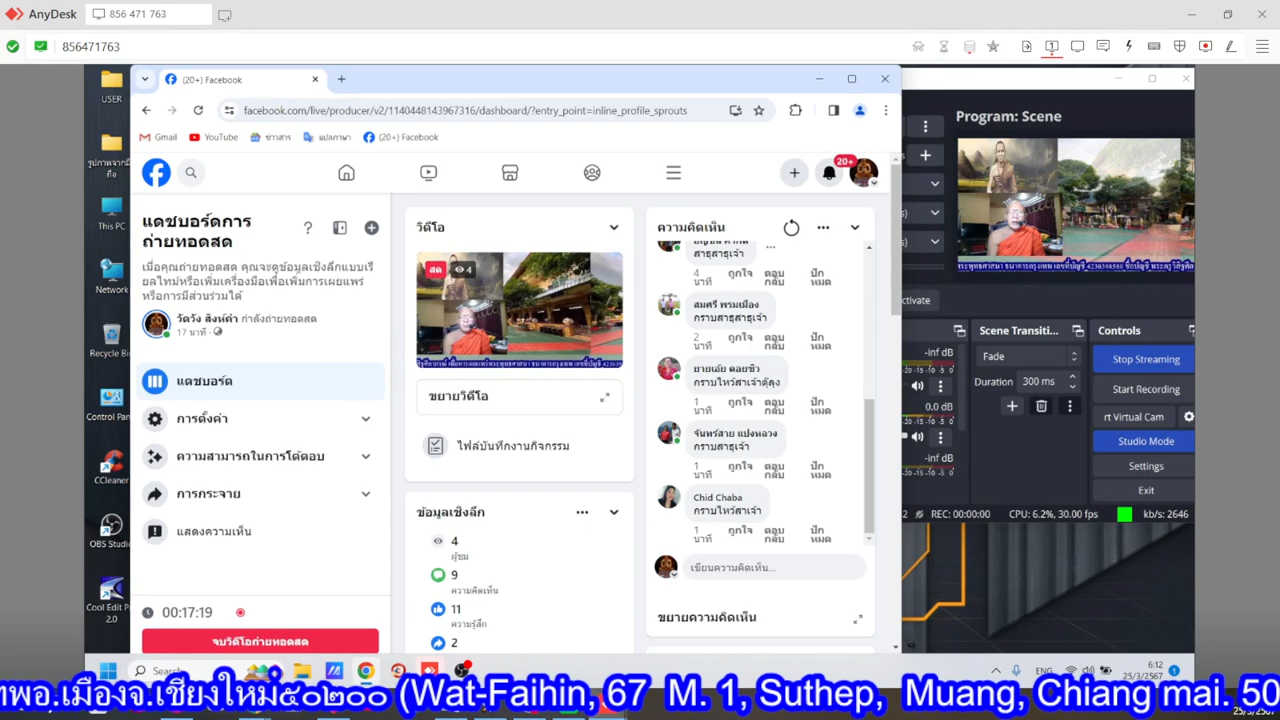 AnyDesk
856 471 763
856471763
(20+) Facebook
facebook.com/live/producer/v2/1140448143967316/dashboard/?entry_point=inline_profile_sprouts
Gmail
YouTube
ข่าวสาร
แปลภาษา
(20+) Facebook
USER
รูปภาพจากมือ
ถือ
This PC
Network
Recycle Bin
Control Pan
CCleaner
OBS Studio
Cool Edit P
2.0
20+
แดชบอร์ดการ
ถ่ายทอดสด
เมื่อคุณถ่ายทอดสด คุณจะดูข้อมูลเชิงลึกแบบเรี
ยลไทม์หรือเพิ่มเครื่องมือเพื่อเพิ่มการเผยแพร่
หรือการมีส่วนร่วมได้
วัดวัง สิงห์คำ กำลังถ่ายทอดสด
17 นาที
แดชบอร์ด
การตั้งค่า
ความสามารถในการโต้ตอบ
การกระจาย
แสดงความเห็น
00:17:19
จบวิดีโอถ่ายทอดสด
วิดีโอ
สด
4
ขยายวิดีโอ
ไฟล์บันทึกงานกิจกรรม
ข้อมูลเชิงลึก
4
ผู้ชม
9
ความคิดเห็น
11
ความรู้สึก
2
ความคิดเห็น
สาธุสาธุเจ้า
4 นาที ถูกใจ ตอบกลับ ปักหมุด
สมศรี พรมเมือง
กราบสาธุสาธุเจ้า
2 นาที ถูกใจ ตอบกลับ ปักหมุด
ยายเอ้ย ดอยซิว
กราบไหว์สาเจ้าตุ๊ลุง
1 นาที ถูกใจ ตอบกลับ ปักหมุด
จันทร์สาย แปงหลวง
กราบสาธุเจ้า
1 นาที ถูกใจ ตอบกลับ ปักหมุด
Chid Chaba
กราบไหว์สาเจ้า
1 นาที ถูกใจ ตอบกลับ ปักหมุด
เขียนความคิดเห็น...
ขยายความคิดเห็น
Program: Scene
Scene Transiti...
Controls
Fade
Duration 300 ms
-inf dB
0.0 dB
-inf dB
Stop Streaming
Start Recording
rt Virtual Cam
Studio Mode
Settings
Exit
REC: 00:00:00
CPU: 6.2%, 30.00 fps
kb/s: 2646
Search
ENG
6:12
25/3/2567
พอ.เมืองจ.เชียงใหม่๕๐๒๐๐ (Wat-Faihin, 67 M. 1, Suthep, Muang, Chiang mai. 50